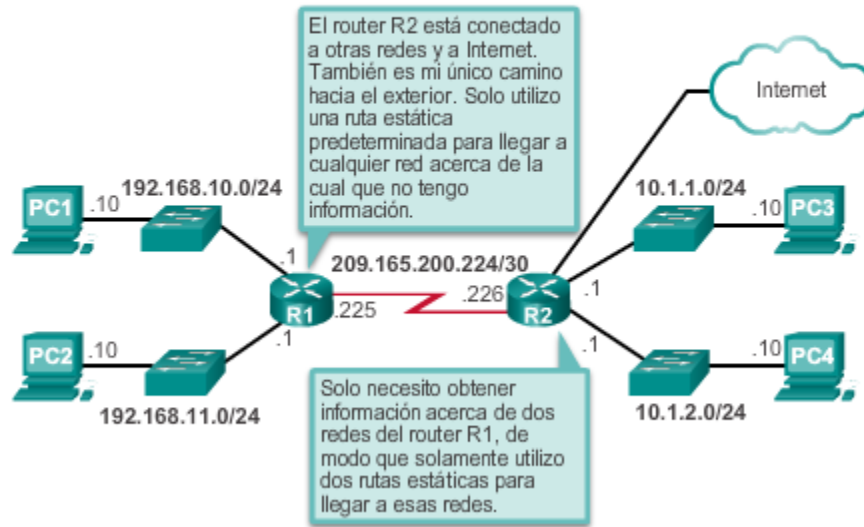 El router R2 está conectado
a otras redes y a Internet.
También es mi único camino
hacia el exterior. Solo utilizo
una ruta estática
predeterminada para llegar a
cualquier red acerca de la
cual que no tengo
información.
Internet
192.168.10.0/24
10.1.1.0/24
PC1
.10
.10
PC3
.1
209.165.200.224/30
.1
R1
.225
.226
R2
.1
.1
PC2
.10
.10
PC4
192.168.11.0/24
10.1.2.0/24
Solo necesito obtener
información acerca de dos
redes del router R1, de
modo que solamente utilizo
dos rutas estáticas para
llegar a esas redes.